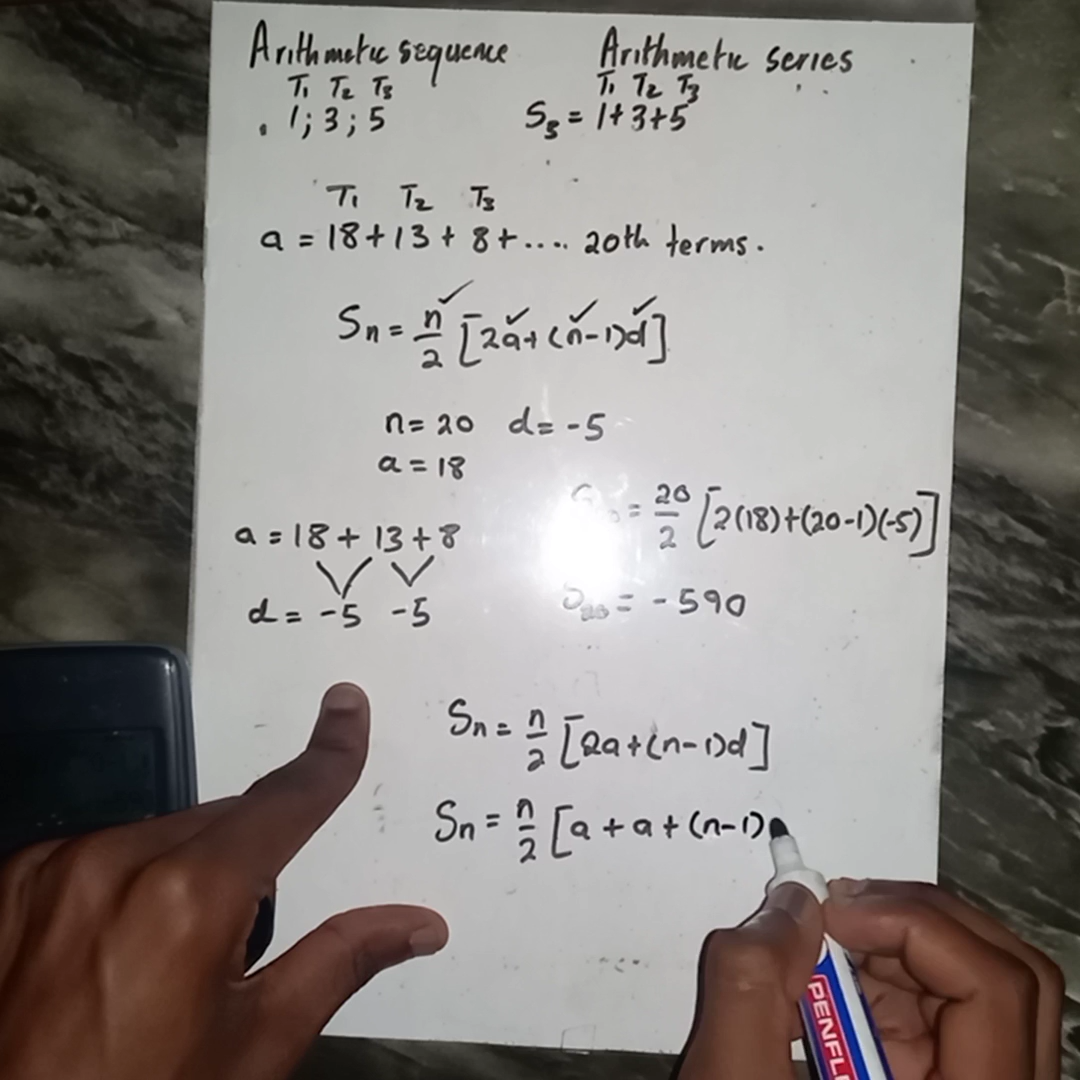 Arithmetic sequence Arithmetic series
T1 T2 T3 T1 T2 T3
1; 3; 5 S3 = 1+3+5
T1 T2 T3
a = 18+13+8+.... 20th terms.
Sn = n/2 [2a+(n-1)d]
n = 20 d = -5
a = 18
= 20/2 [2(18)+(20-1)(-5)]
a = 18+13+8
d = -5 -5
S20 = -590
Sn = n/2 [2a+(n-1)d]
Sn = n/2 [a+a+(n-1)
PENFL